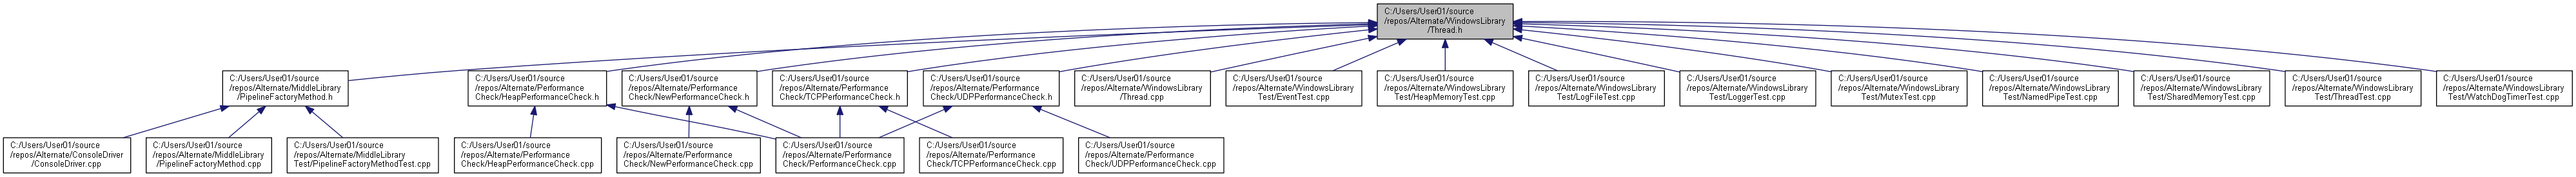 C:/Users/User01/source
/repos/Alternate/WindowsLibrary
/Thread.h
C:/Users/User01/source
/repos/Alternate/MiddleLibrary
/PipelineFactoryMethod.h
C:/Users/User01/source
/repos/Alternate/Performance
Check/HeapPerformanceCheck.h
C:/Users/User01/source
/repos/Alternate/Performance
Check/NewPerformanceCheck.h
C:/Users/User01/source
/repos/Alternate/Performance
Check/TCPPerformanceCheck.h
C:/Users/User01/source
/repos/Alternate/Performance
Check/UDPPerformanceCheck.h
C:/Users/User01/source
/repos/Alternate/WindowsLibrary
/Thread.cpp
C:/Users/User01/source
/repos/Alternate/WindowsLibrary
Test/EventTest.cpp
C:/Users/User01/source
/repos/Alternate/WindowsLibrary
Test/HeapMemoryTest.cpp
C:/Users/User01/source
/repos/Alternate/WindowsLibrary
Test/LogFileTest.cpp
C:/Users/User01/source
/repos/Alternate/WindowsLibrary
Test/LoggerTest.cpp
C:/Users/User01/source
/repos/Alternate/WindowsLibrary
Test/MutexTest.cpp
C:/Users/User01/source
/repos/Alternate/WindowsLibrary
Test/NamedPipeTest.cpp
C:/Users/User01/source
/repos/Alternate/WindowsLibrary
Test/SharedMemoryTest.cpp
C:/Users/User01/source
/repos/Alternate/WindowsLibrary
Test/ThreadTest.cpp
C:/Users/User01/source
/repos/Alternate/WindowsLibrary
Test/WatchDogTimerTest.cpp
C:/Users/User01/source
/repos/Alternate/ConsoleDriver
/ConsoleDriver.cpp
C:/Users/User01/source
/repos/Alternate/MiddleLibrary
/PipelineFactoryMethod.cpp
C:/Users/User01/source
/repos/Alternate/MiddleLibrary
Test/PipelineFactoryMethodTest.cpp
C:/Users/User01/source
/repos/Alternate/Performance
Check/HeapPerformanceCheck.cpp
C:/Users/User01/source
/repos/Alternate/Performance
Check/NewPerformanceCheck.cpp
C:/Users/User01/source
/repos/Alternate/Performance
Check/PerformanceCheck.cpp
C:/Users/User01/source
/repos/Alternate/Performance
Check/TCPPerformanceCheck.cpp
C:/Users/User01/source
/repos/Alternate/Performance
Check/UDPPerformanceCheck.cpp